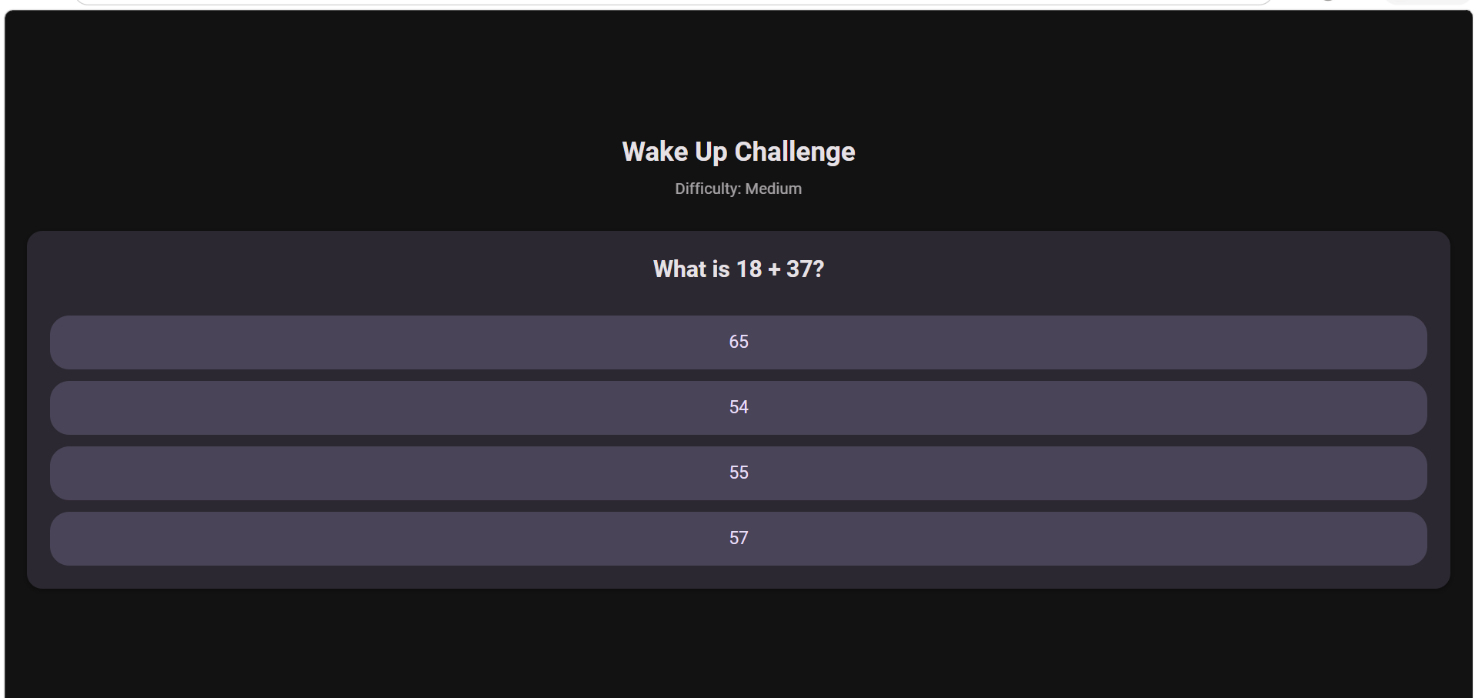 Wake Up Challenge
Difficulty: Medium
What is 18 + 37?
65
54
55
57